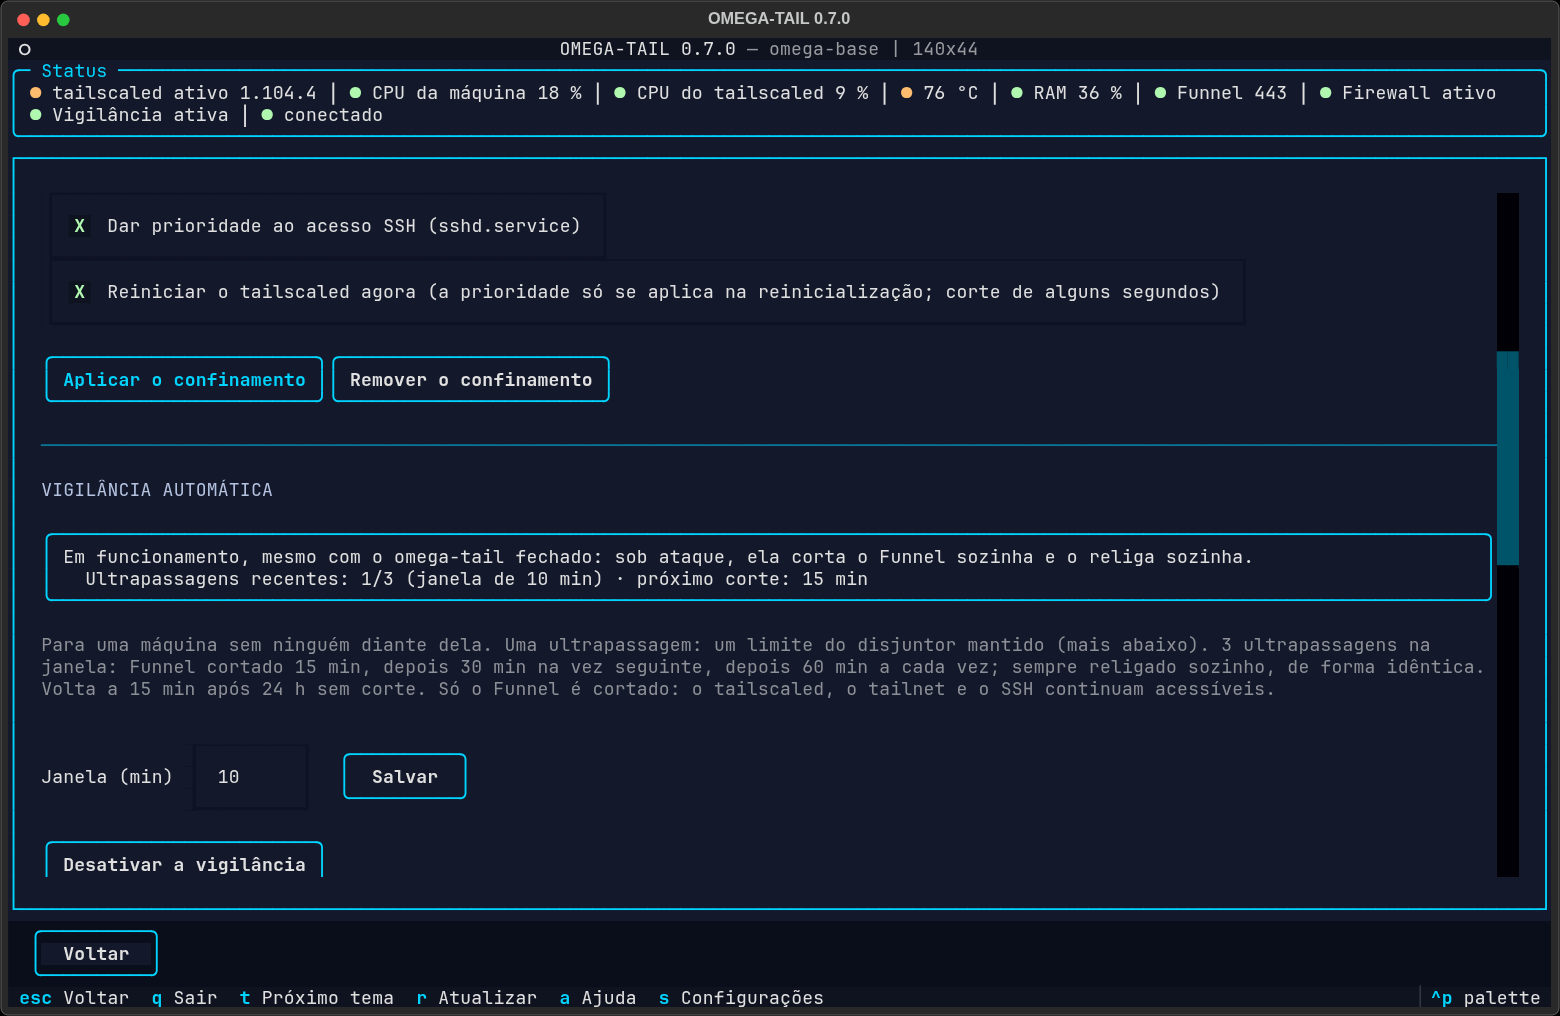 OMEGA-TAIL 0.7.0
OMEGA-TAIL 0.7.0 — omega-base | 140x44
Status
● tailscaled ativo 1.104.4 │ ● CPU da máquina 18 % │ ● CPU do tailscaled 9 % │ ● 76 °C │ ● RAM 36 % │ ● Funnel 443 │ ● Firewall ativo
● Vigilância ativa │ ● conectado
X Dar prioridade ao acesso SSH (sshd.service)
X Reiniciar o tailscaled agora (a prioridade só se aplica na reinicialização; corte de alguns segundos)
Aplicar o confinamento Remover o confinamento
VIGILÂNCIA AUTOMÁTICA
Em funcionamento, mesmo com o omega-tail fechado: sob ataque, ela corta o Funnel sozinha e o religa sozinha.
Ultrapassagens recentes: 1/3 (janela de 10 min) · próximo corte: 15 min
Para uma máquina sem ninguém diante dela. Uma ultrapassagem: um limite do disjuntor mantido (mais abaixo). 3 ultrapassagens na
janela: Funnel cortado 15 min, depois 30 min na vez seguinte, depois 60 min a cada vez; sempre religado sozinho, de forma idêntica.
Volta a 15 min após 24 h sem corte. Só o Funnel é cortado: o tailscaled, o tailnet e o SSH continuam acessíveis.
Janela (min) 10 Salvar
Desativar a vigilância
Voltar
esc Voltar q Sair t Próximo tema r Atualizar a Ajuda s Configurações ^p palette